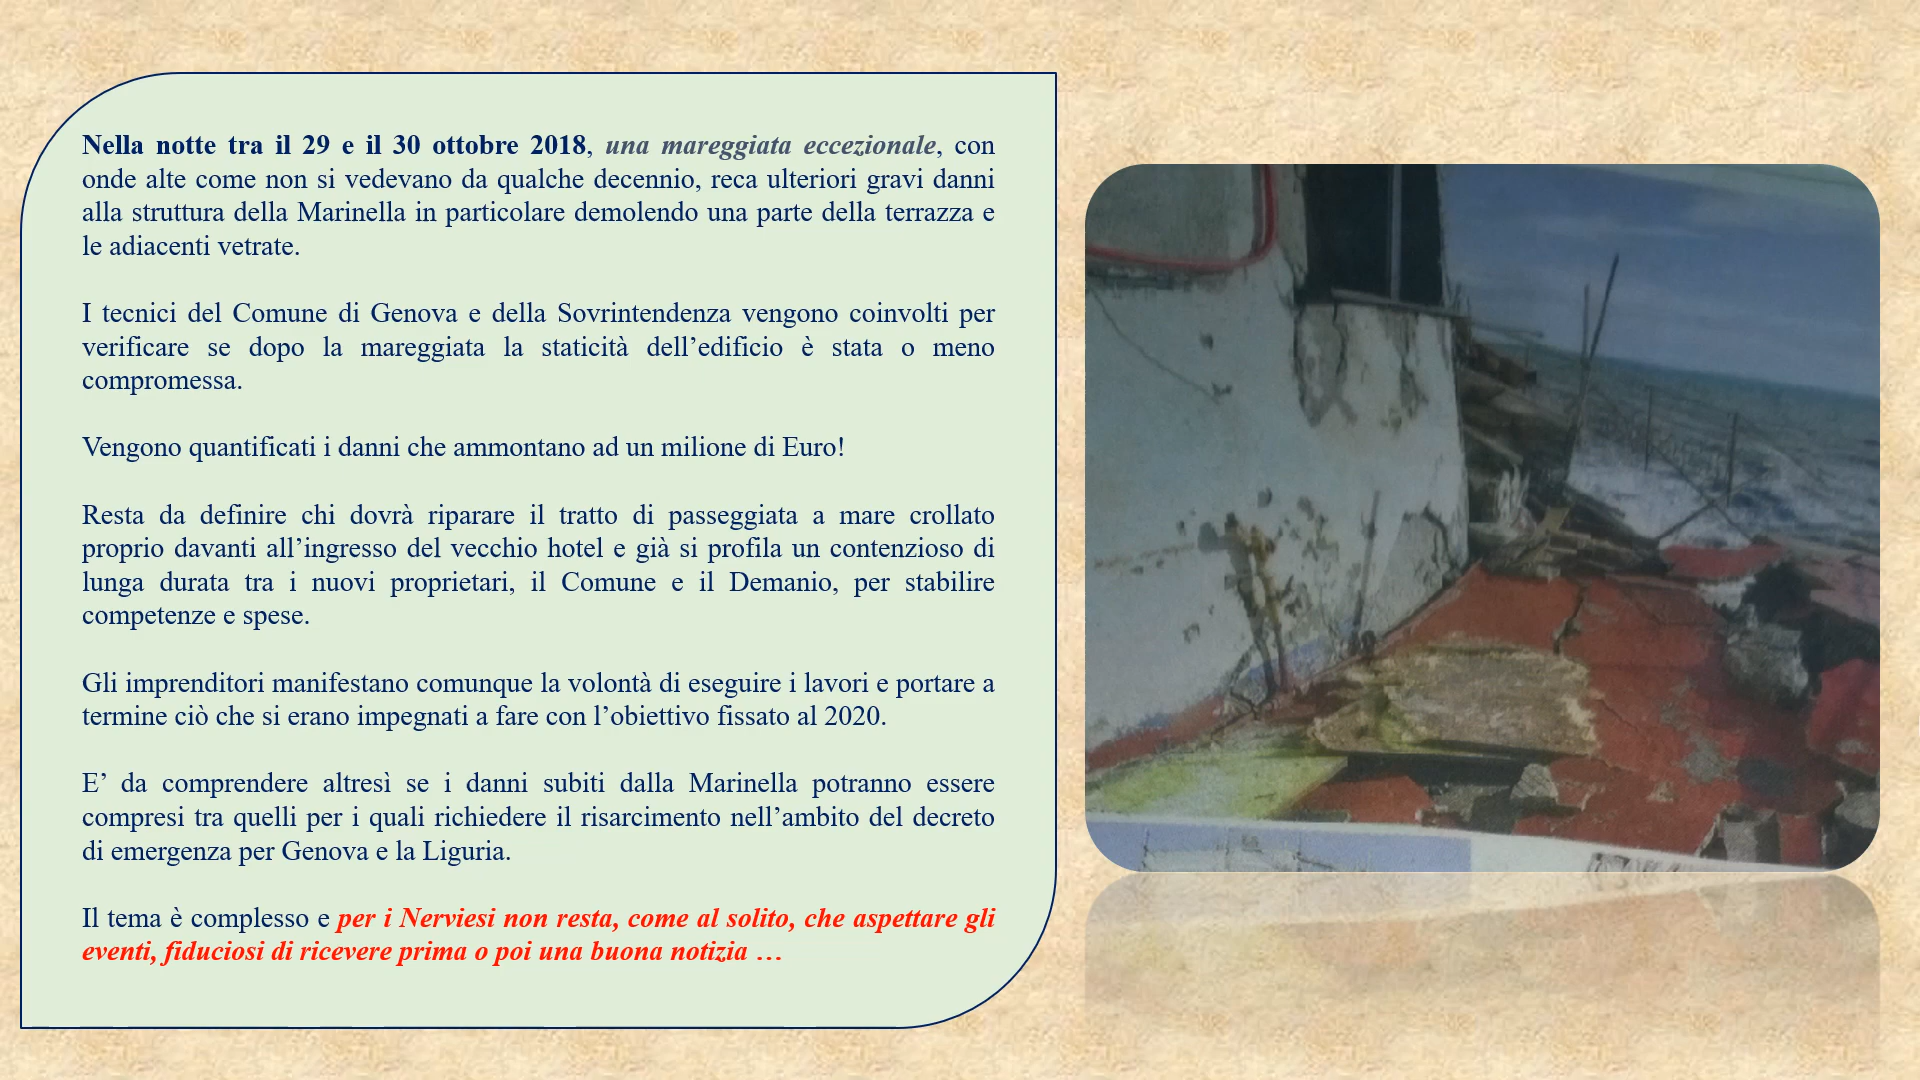 Nella notte tra il 29 e il 30 ottobre 2018, una mareggiata eccezionale, con
onde alte come non si vedevano da qualche decennio, reca ulteriori gravi danni
alla struttura della Marinella in particolare demolendo una parte della terrazza e
le adiacenti vetrate.
I tecnici del Comune di Genova e della Sovrintendenza vengono coinvolti per
verificare se dopo la mareggiata la staticità dell’edificio è stata o meno
compromessa.
Vengono quantificati i danni che ammontano ad un milione di Euro!
Resta da definire chi dovrà riparare il tratto di passeggiata a mare crollato
proprio davanti all’ingresso del vecchio hotel e già si profila un contenzioso di
lunga durata tra i nuovi proprietari, il Comune e il Demanio, per stabilire
competenze e spese.
Gli imprenditori manifestano comunque la volontà di eseguire i lavori e portare a
termine ciò che si erano impegnati a fare con l’obiettivo fissato al 2020.
E’ da comprendere altresì se i danni subiti dalla Marinella potranno essere
compresi tra quelli per i quali richiedere il risarcimento nell’ambito del decreto
di emergenza per Genova e la Liguria.
Il tema è complesso e per i Nerviesi non resta, come al solito, che aspettare gli
eventi, fiduciosi di ricevere prima o poi una buona notizia …